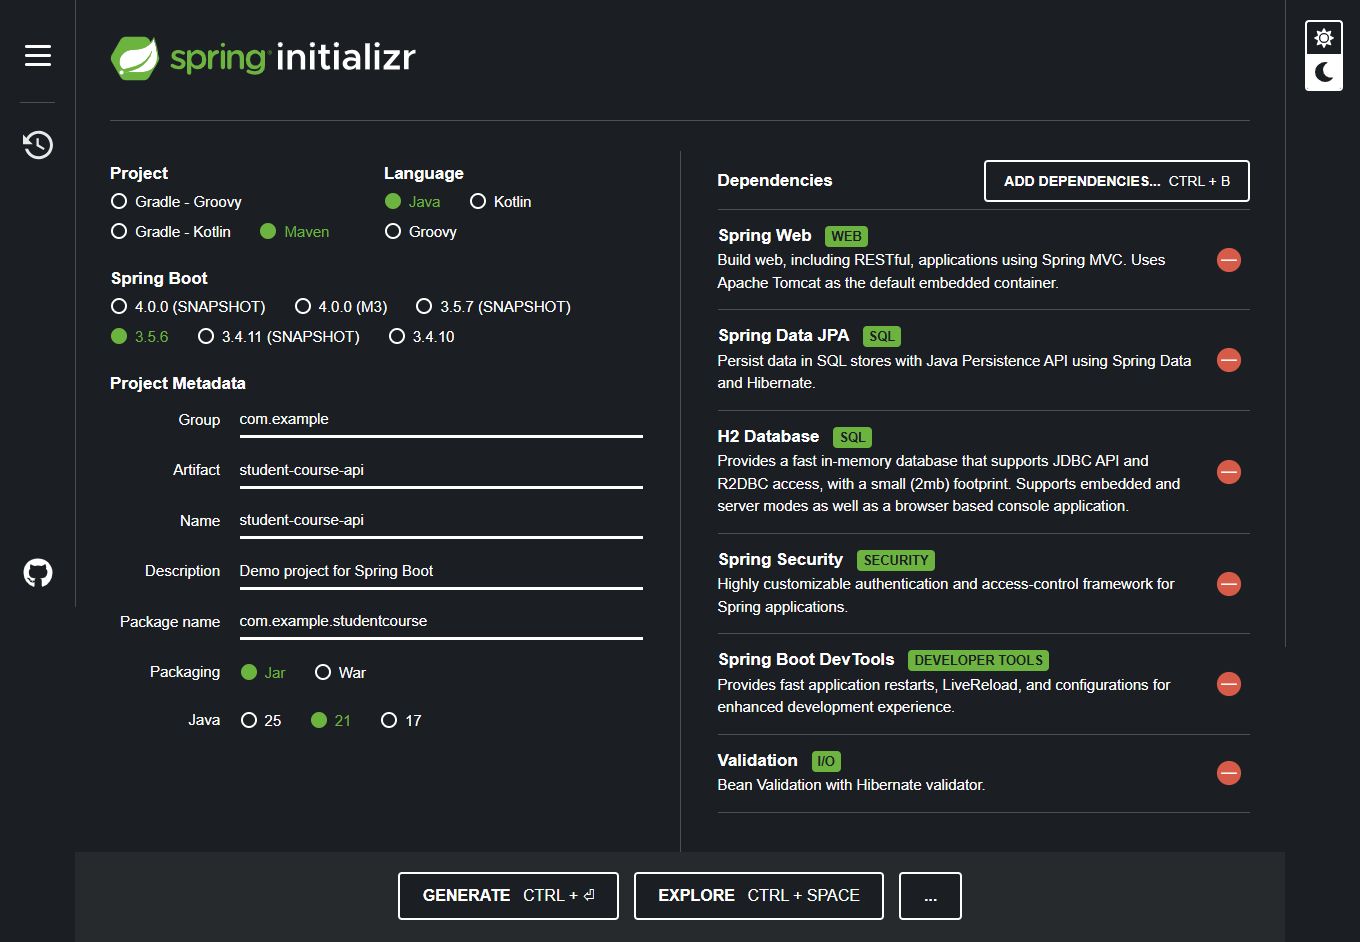 spring initializr
Project
Gradle - Groovy
Gradle - Kotlin Maven
Language
Java Kotlin
Groovy
Spring Boot
4.0.0 (SNAPSHOT) 4.0.0 (M3) 3.5.7 (SNAPSHOT)
3.5.6 3.4.11 (SNAPSHOT) 3.4.10
Project Metadata
Group com.example
Artifact student-course-api
Name student-course-api
Description Demo project for Spring Boot
Package name com.example.studentcourse
Packaging Jar War
Java 25 21 17
Dependencies
ADD DEPENDENCIES... CTRL + B
Spring Web WEB
Build web, including RESTful, applications using Spring MVC. Uses
Apache Tomcat as the default embedded container.
Spring Data JPA SQL
Persist data in SQL stores with Java Persistence API using Spring Data
and Hibernate.
H2 Database SQL
Provides a fast in-memory database that supports JDBC API and
R2DBC access, with a small (2mb) footprint. Supports embedded and
server modes as well as a browser based console application.
Spring Security SECURITY
Highly customizable authentication and access-control framework for
Spring applications.
Spring Boot DevTools DEVELOPER TOOLS
Provides fast application restarts, LiveReload, and configurations for
enhanced development experience.
Validation I/O
Bean Validation with Hibernate validator.
GENERATE CTRL + ⏎
EXPLORE CTRL + SPACE
...